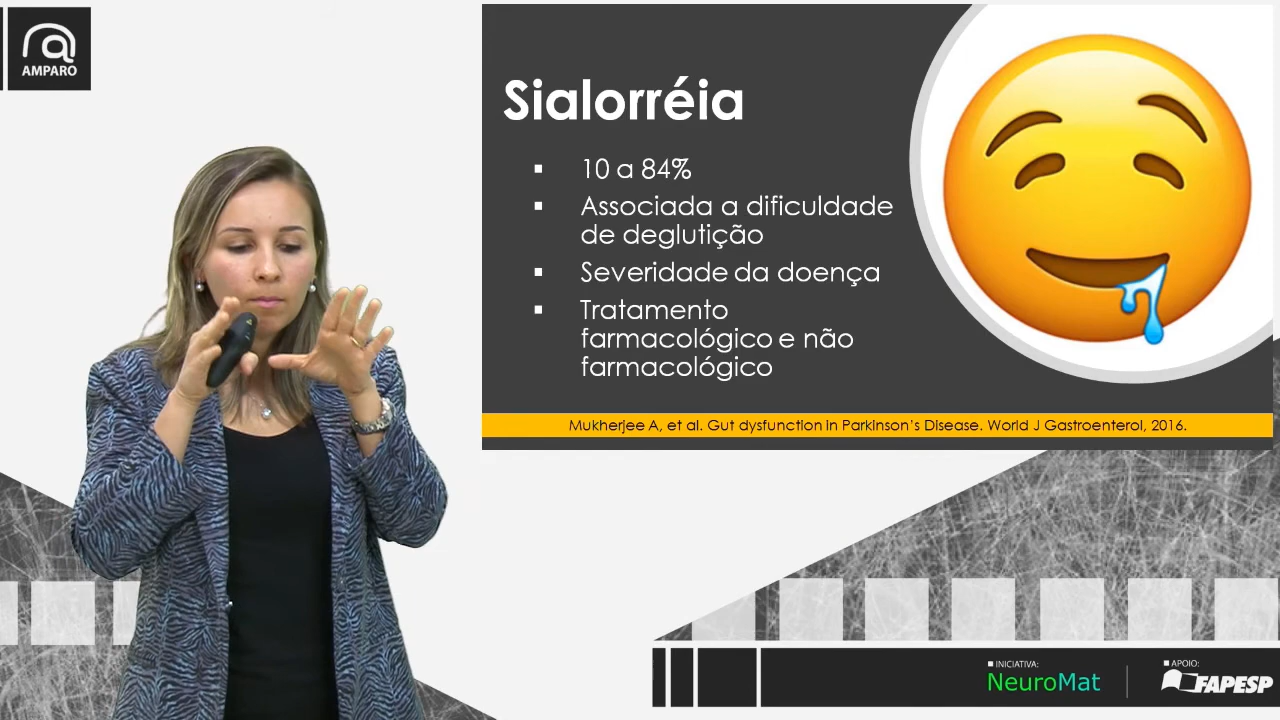 AMPARO
Sialorréia
10 a 84%
Associada a dificuldade
de deglutição
Severidade da doença
Tratamento
farmacológico e não
farmacológico
Mukherjee A, et al. Gut dysfunction in Parkinson's Disease. World J Gastroenterol, 2016.
INICIATIVA:
NeuroMat
APOIO:
FAPESP